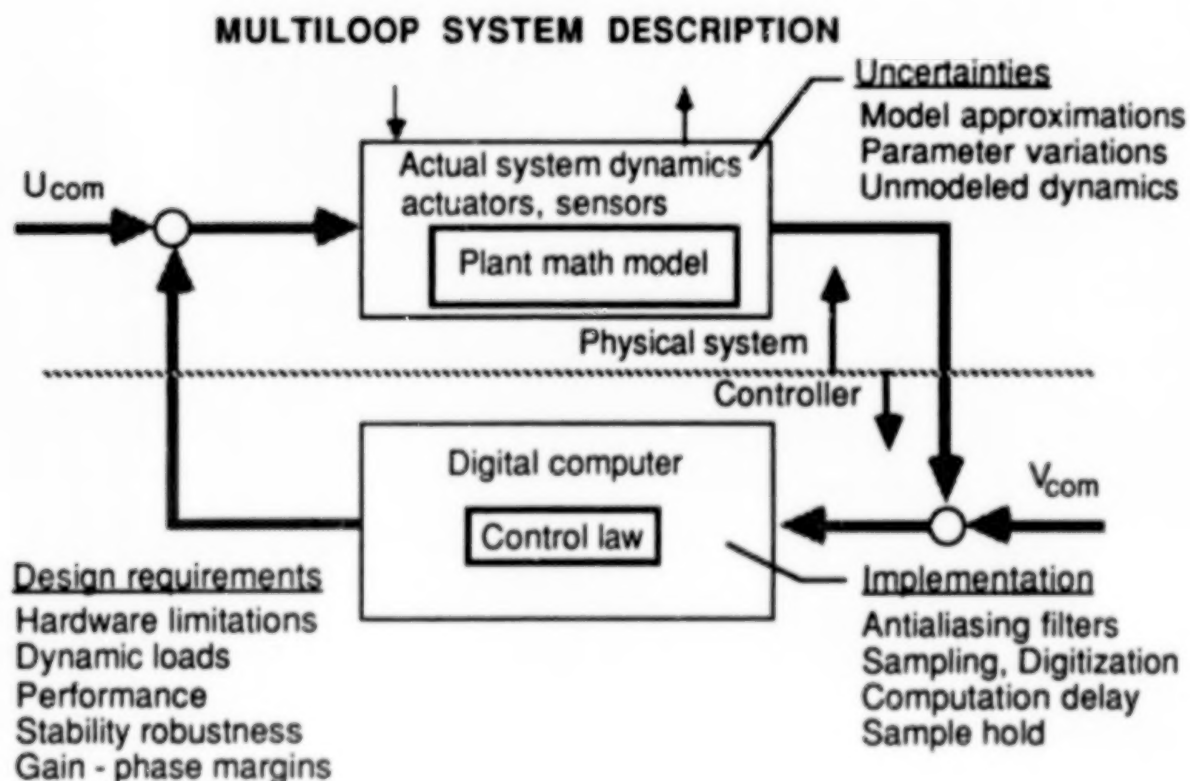 MULTILOOP SYSTEM DESCRIPTION
Uncertainties
Model approximations
Parameter variations
Unmodeled dynamics
Actual system dynamics
actuators, sensors
Plant math model
Ucom
Physical system
Controller
Digital computer
Control law
Vcom
Design requirements
Hardware limitations
Dynamic loads
Performance
Stability robustness
Gain - phase margins
Implementation
Antialiasing filters
Sampling, Digitization
Computation delay
Sample hold